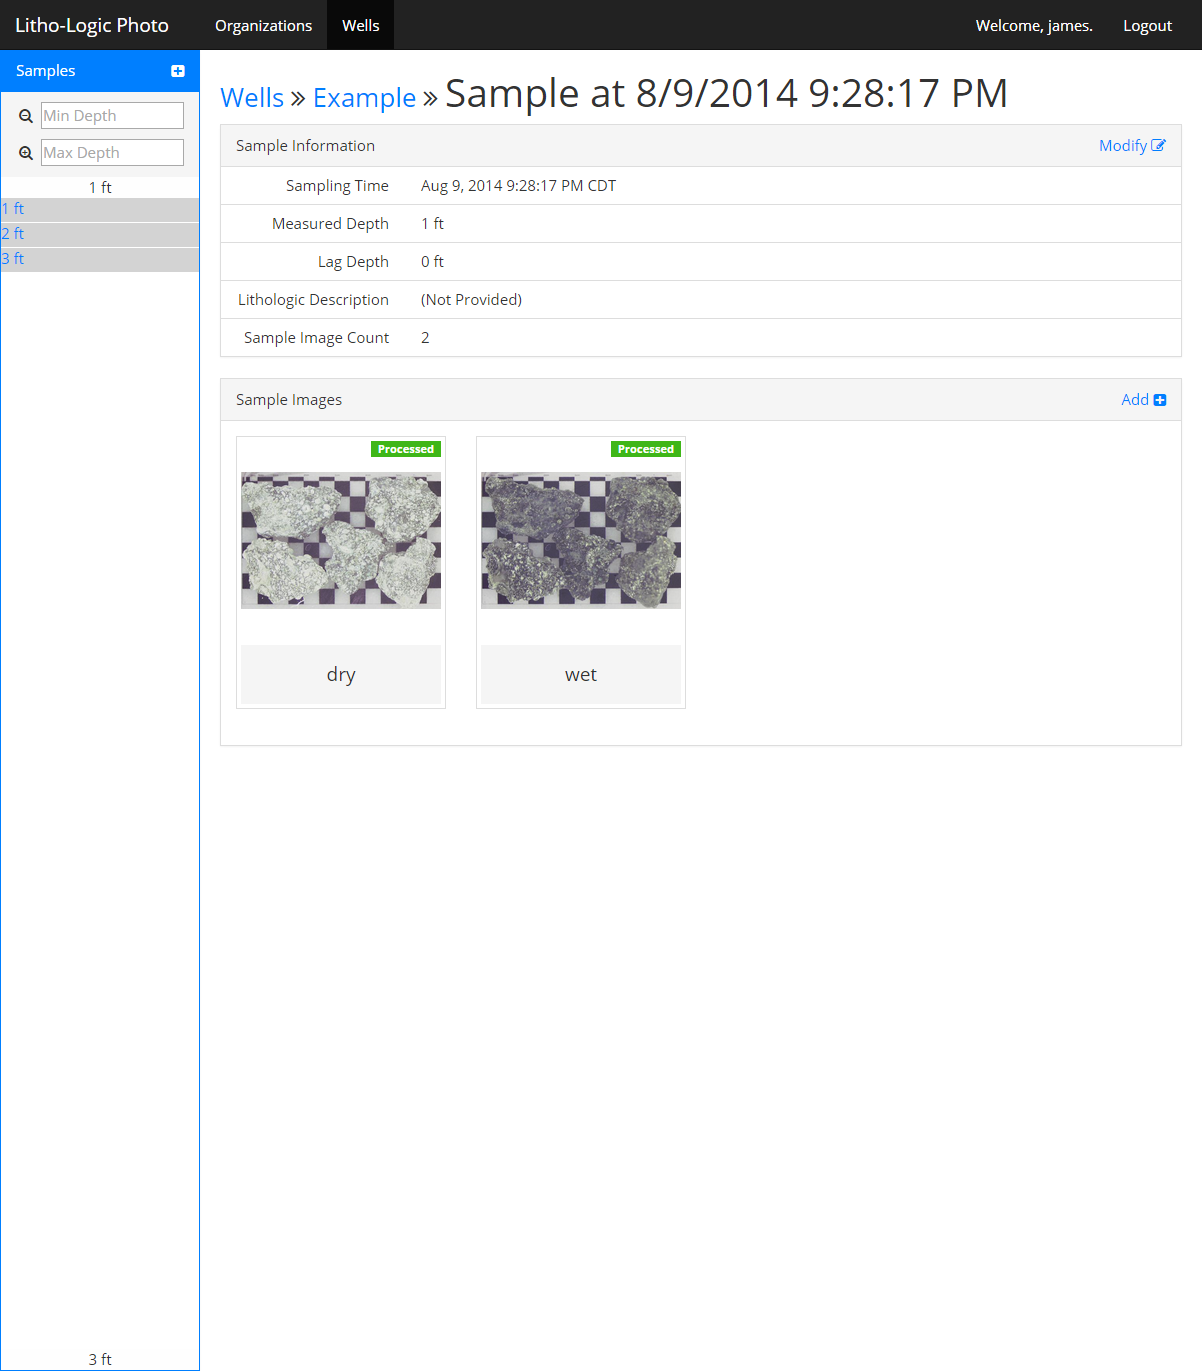 Litho-Logic Photo Organizations Wells Welcome, james. Logout
Samples
Min Depth
Max Depth
1 ft
1 ft
2 ft
3 ft
3 ft
Wells » Example » Sample at 8/9/2014 9:28:17 PM
Sample Information Modify
Sampling Time Aug 9, 2014 9:28:17 PM CDT
Measured Depth 1 ft
Lag Depth 0 ft
Lithologic Description (Not Provided)
Sample Image Count 2
Sample Images Add
Processed Processed
dry wet